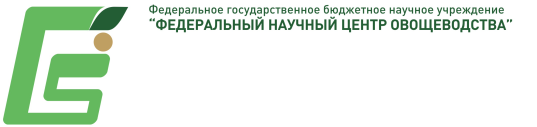 Федеральное государственное бюджетное научное учреждение
“ФЕДЕРАЛЬНЫЙ НАУЧНЫЙ ЦЕНТР ОВОЩЕВОДСТВА”